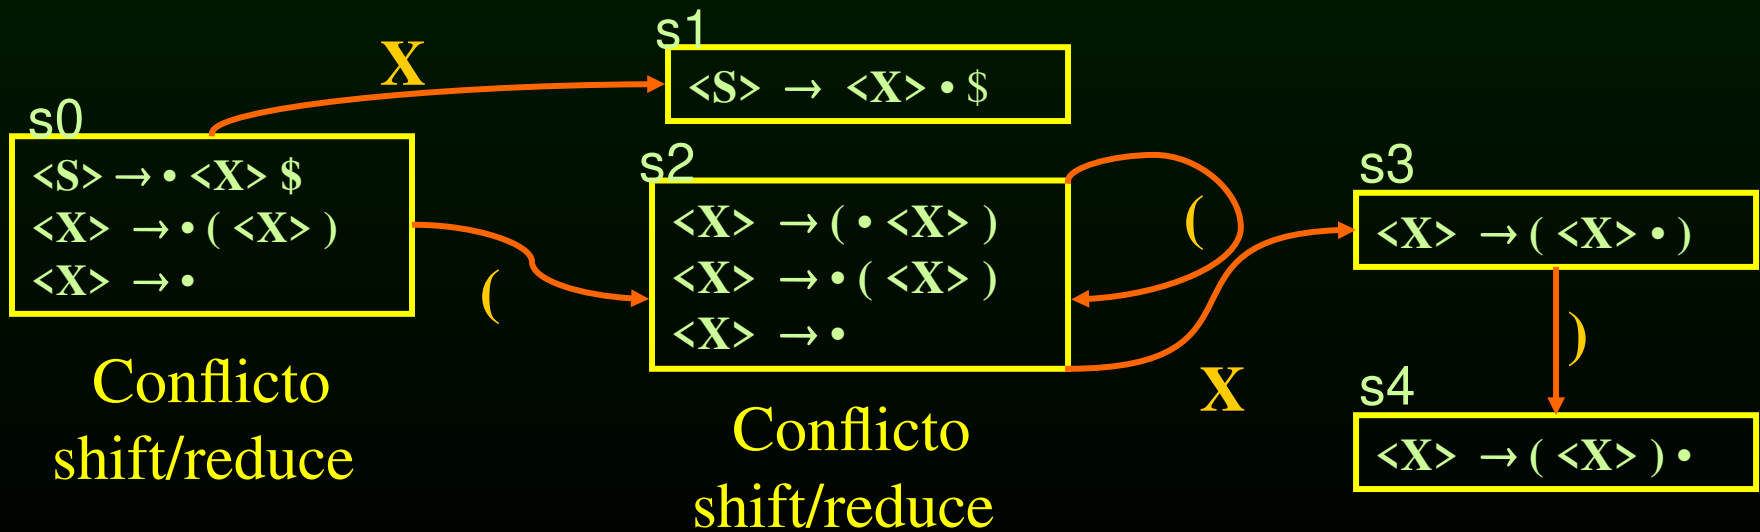 s0
<S> → • <X> $
<X> → • ( <X> )
<X> → •
Conflicto
shift/reduce
X
(
s1
<S> → <X> • $
s2
<X> → ( • <X> )
<X> → • ( <X> )
<X> → •
Conflicto
shift/reduce
(
X
s3
<X> → ( <X> • )
)
s4
<X> → ( <X> ) •